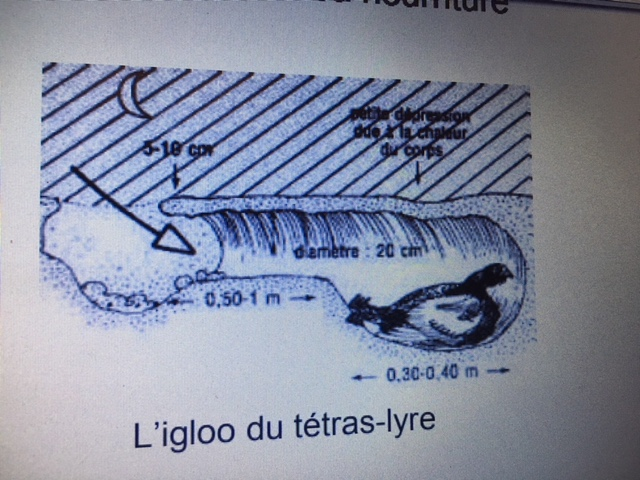 nourriture
5-10 cm
petite dépression
due à la chaleur
du corps
diamètre : 20 cm
0,50-1 m
0,30-0,40 m
L'igloo du tétras-lyre